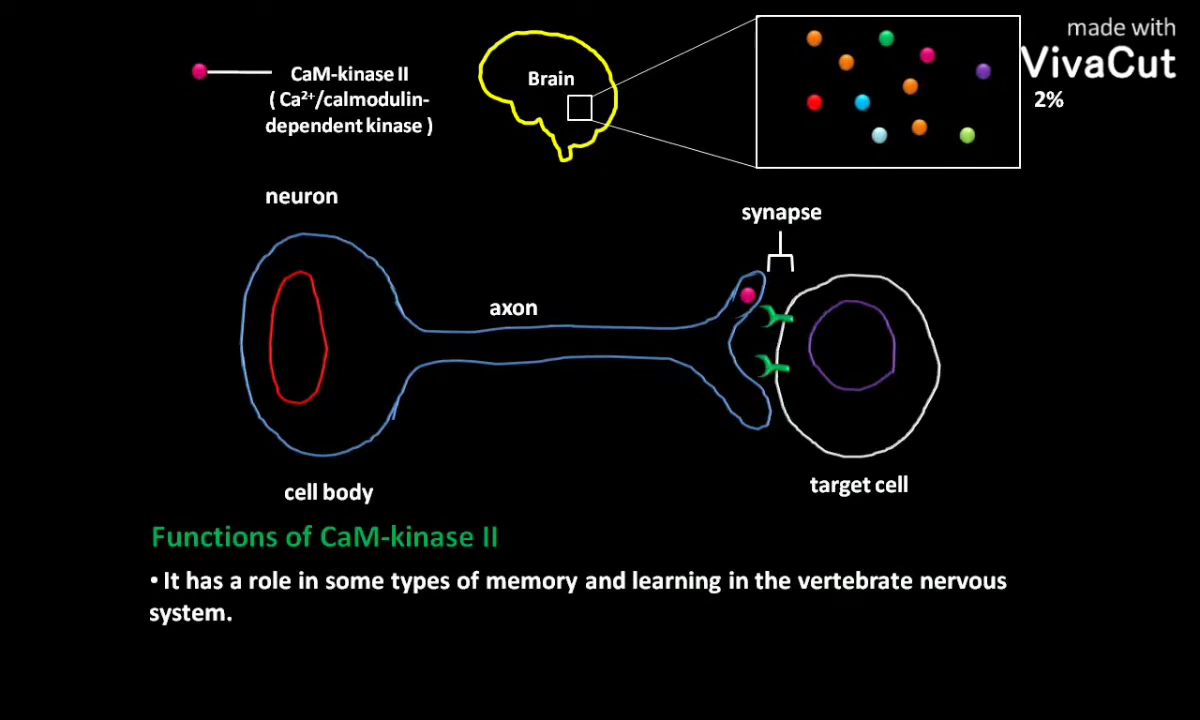 made with
VivaCut
CaM-kinase II
( Ca²⁺/calmodulin-
dependent kinase )
Brain
2%
neuron
synapse
axon
cell body
target cell
Functions of CaM-kinase II
• It has a role in some types of memory and learning in the vertebrate nervous
system.